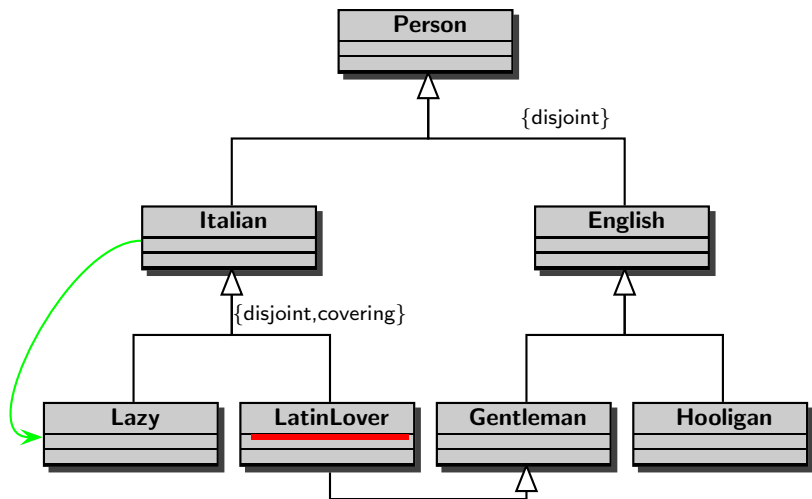 Person
{disjoint}
Italian
English
{disjoint,covering}
Lazy
LatinLover
Gentleman
Hooligan